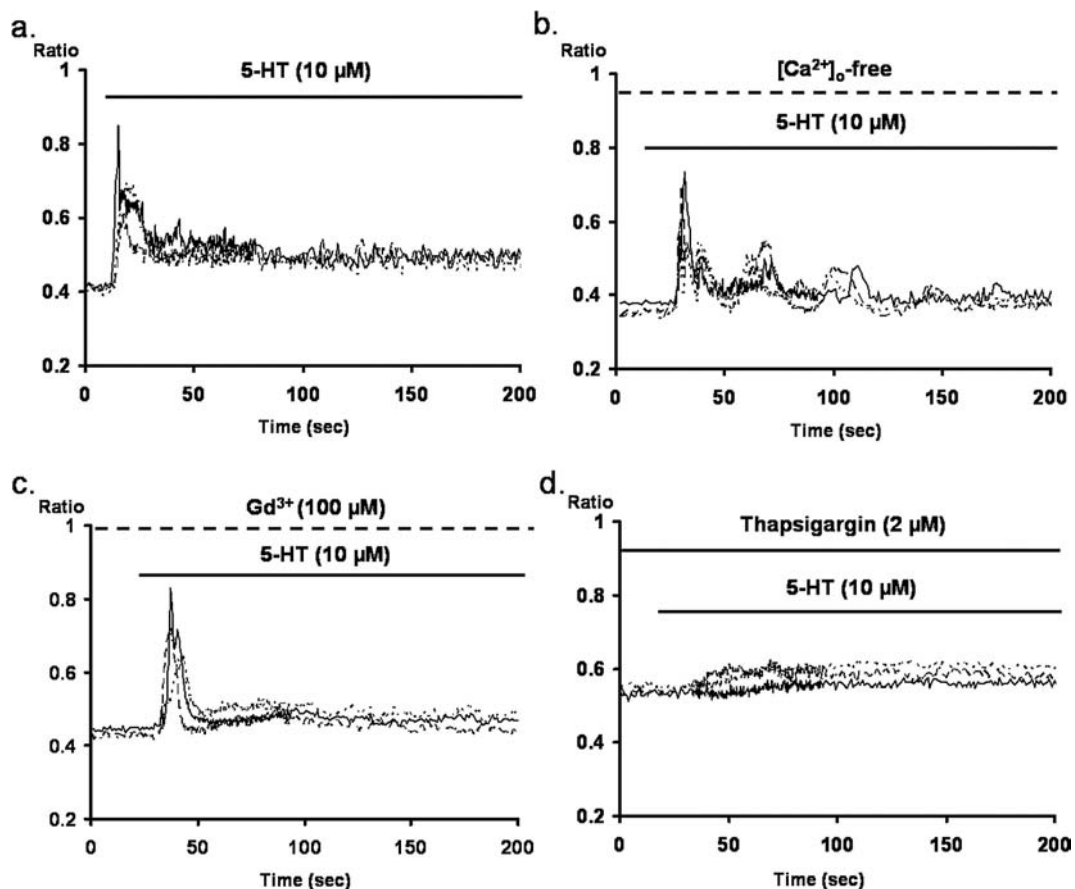 a.
Ratio
5-HT (10 µM)
1
0.8
0.6
0.4
0.2
0 50 100 150 200
Time (sec)
b.
Ratio
[Ca²⁺]ₒ-free
5-HT (10 µM)
1
0.8
0.6
0.4
0.2
0 50 100 150 200
Time (sec)
c.
Ratio
Gd³⁺ (100 µM)
5-HT (10 µM)
1
0.8
0.6
0.4
0.2
0 50 100 150 200
Time (sec)
d.
Ratio
Thapsigargin (2 µM)
5-HT (10 µM)
1
0.8
0.6
0.4
0.2
0 50 100 150 200
Time (sec)